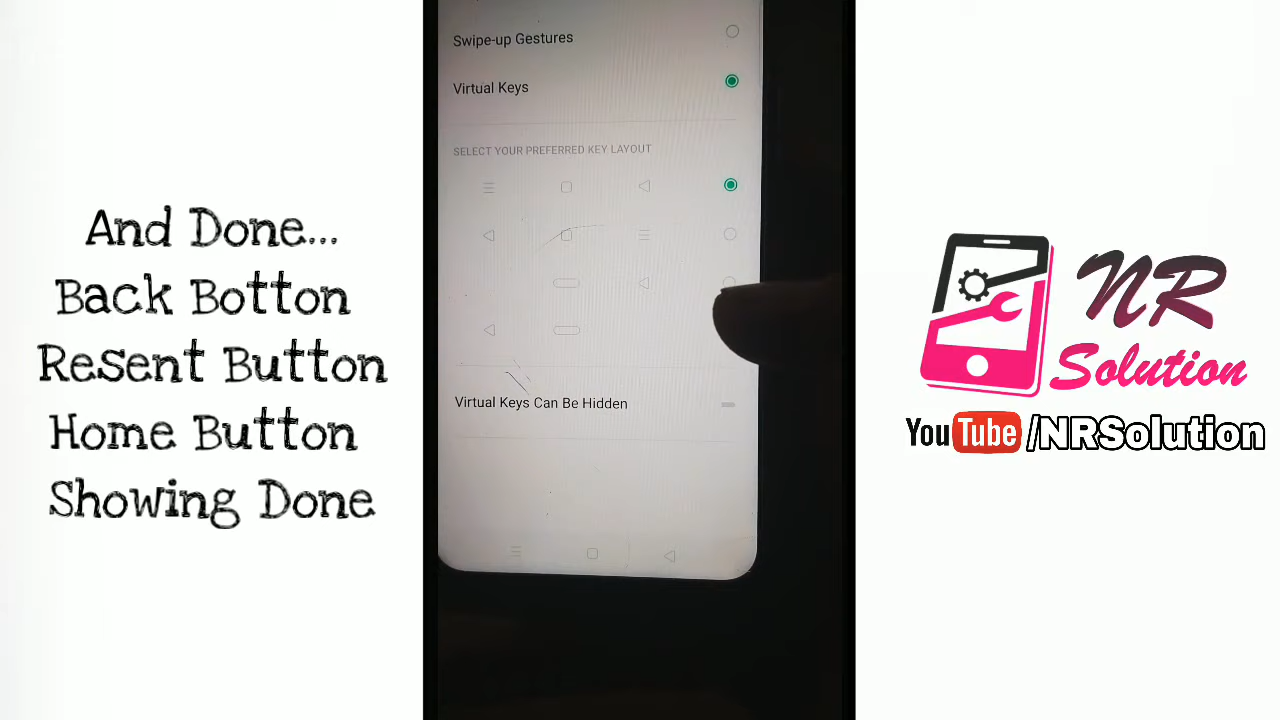 And Done...
Back Botton
Resent Button
Home Button
Showing Done
Swipe-up Gestures
Virtual Keys
SELECT YOUR PREFERRED KEY LAYOUT
Virtual Keys Can Be Hidden
NR
Solution
YouTube/NRSolution